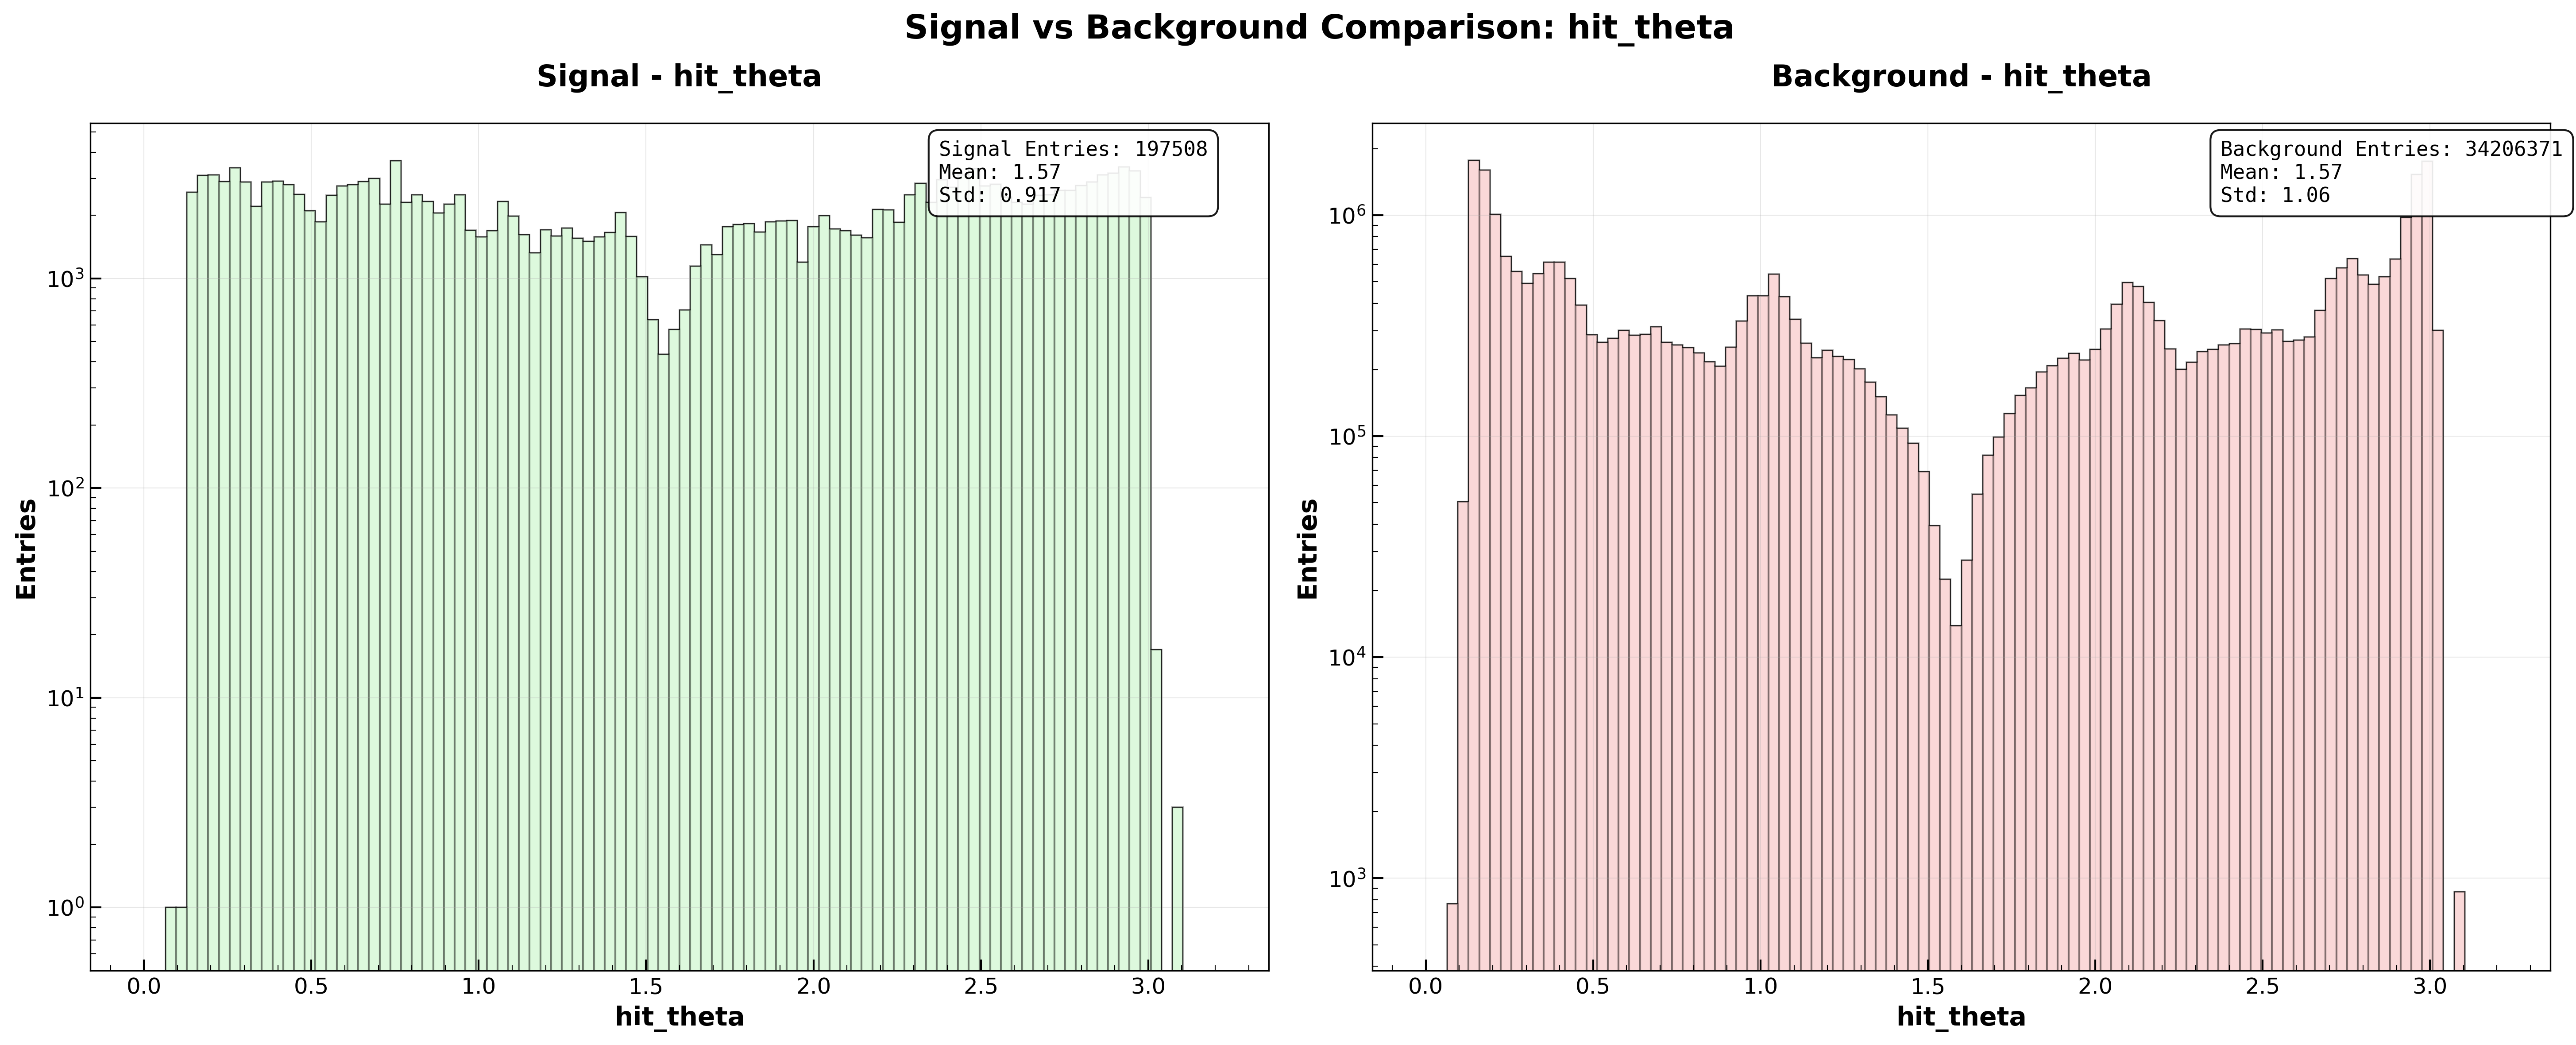 Signal vs Background Comparison: hit_theta
Signal - hit_theta
Signal Entries: 197508
Mean: 1.57
Std: 0.917
Entries
10³
10²
10¹
10⁰
0.0 0.5 1.0 1.5 2.0 2.5 3.0
hit_theta
Background - hit_theta
Background Entries: 34206371
Mean: 1.57
Std: 1.06
Entries
10⁶
10⁵
10⁴
10³
0.0 0.5 1.0 1.5 2.0 2.5 3.0
hit_theta